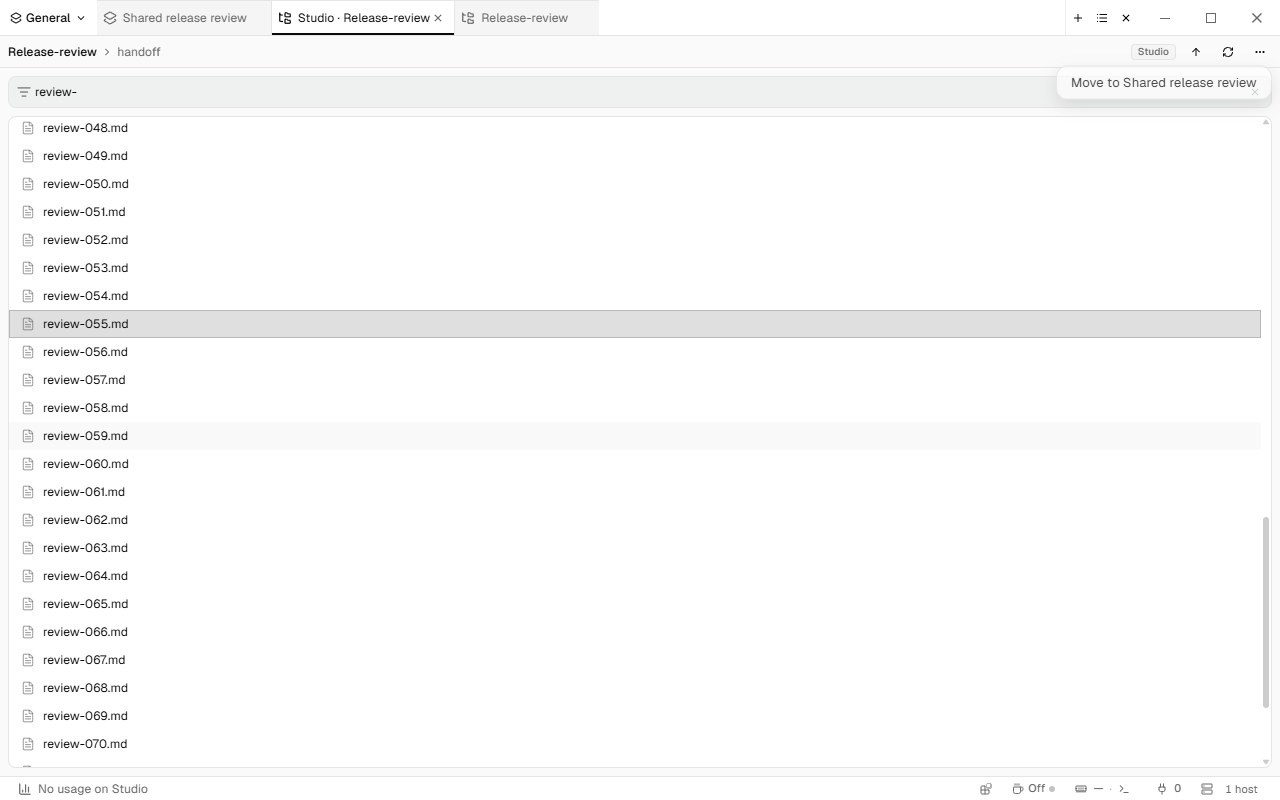 General
Shared release review
Studio · Release-review
Release-review
Release-review > handoff
Studio
Move to Shared release review
review-
review-048.md
review-049.md
review-050.md
review-051.md
review-052.md
review-053.md
review-054.md
review-055.md
review-056.md
review-057.md
review-058.md
review-059.md
review-060.md
review-061.md
review-062.md
review-063.md
review-064.md
review-065.md
review-066.md
review-067.md
review-068.md
review-069.md
review-070.md
No usage on Studio
Off
— ·
0
1 host